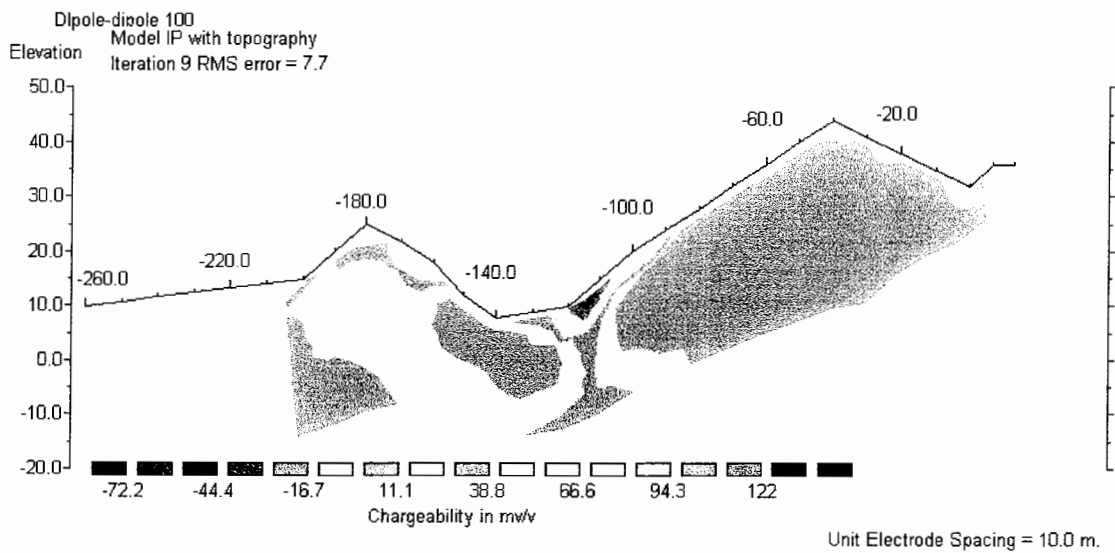 DIpole-dipole 100
Model IP with topography
Elevation
Iteration 9 RMS error = 7.7
50.0
40.0
30.0
20.0
10.0
0.0
-10.0
-20.0
-260.0
-220.0
-180.0
-140.0
-100.0
-60.0
-20.0
-72.2 -44.4 -16.7 11.1 38.8 66.6 94.3 122
Chargeability in mv/v
Unit Electrode Spacing = 10.0 m.